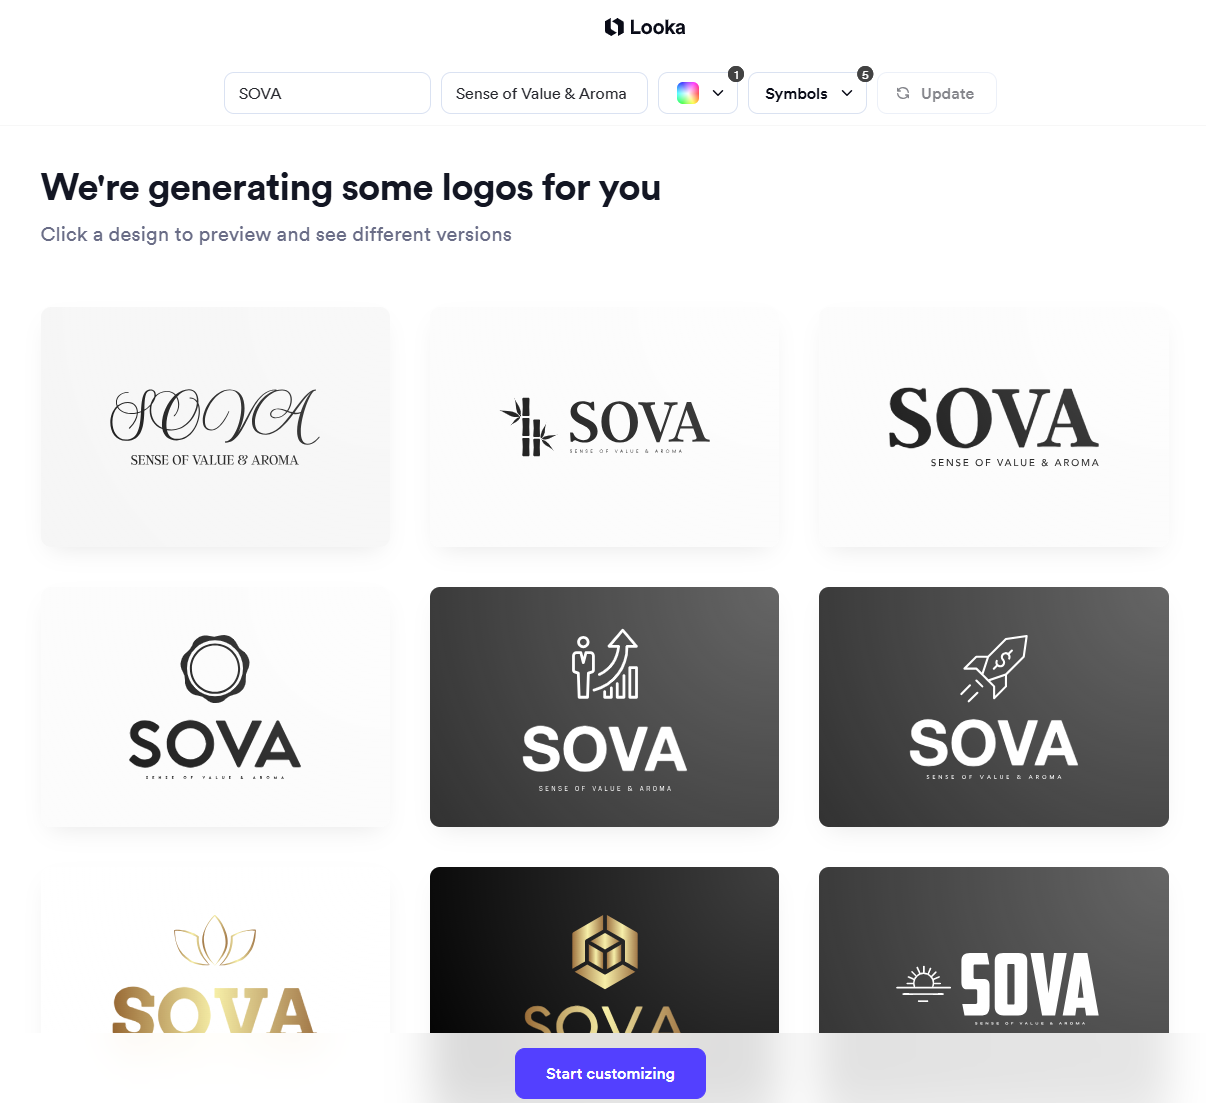 Looka
SOVA
Sense of Value & Aroma
1
Symbols
5
Update
We're generating some logos for you
Click a design to preview and see different versions
SOVA
SENSE OF VALUE & AROMA
SOVA
SENSE OF VALUE & AROMA
SOVA
SENSE OF VALUE & AROMA
SOVA
SENSE OF VALUE & AROMA
SOVA
SENSE OF VALUE & AROMA
$
SOVA
SENSE OF VALUE & AROMA
SOVA
SOVA
SOVA
SENSE OF VALUE & AROMA
Start customizing